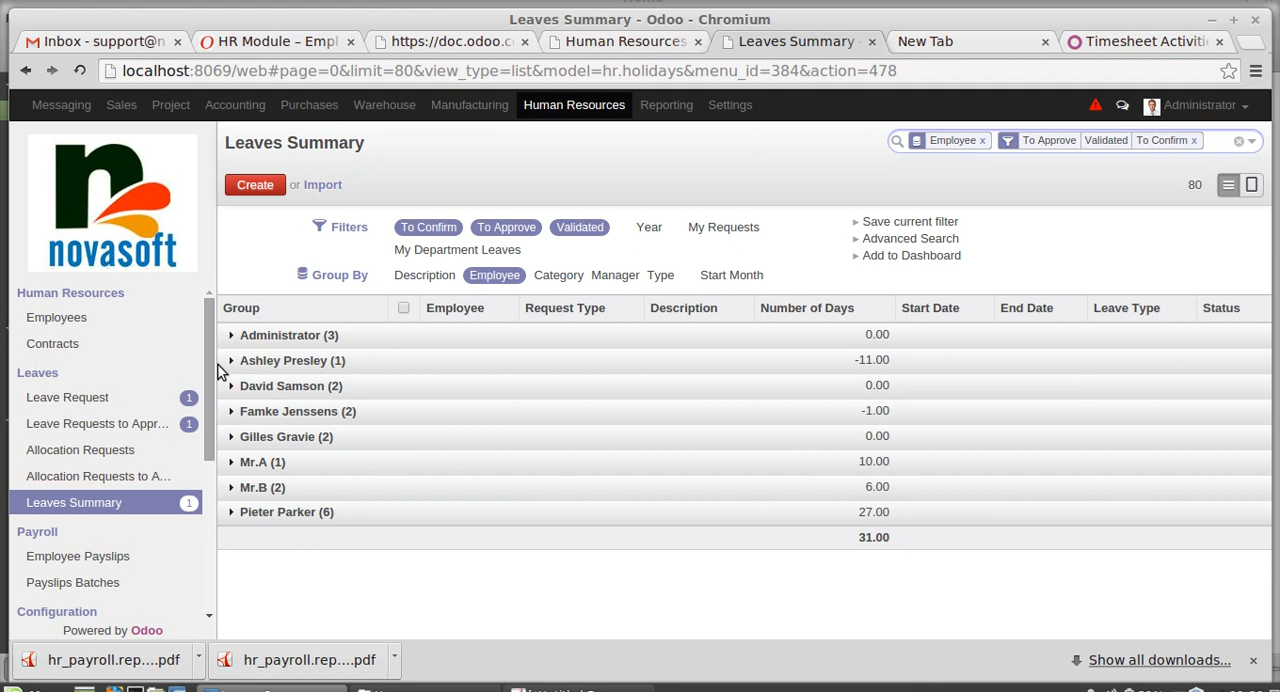 Leaves Summary - Odoo - Chromium
Inbox - support@n
HR Module – Empl
https://doc.odoo.c
Human Resources
Leaves Summary -
New Tab
Timesheet Activiti
localhost:8069/web#page=0&limit=80&view_type=list&model=hr.holidays&menu_id=384&action=478
Messaging Sales Project Accounting Purchases Warehouse Manufacturing Human Resources Reporting Settings Administrator
novasoft
Leaves Summary
Employee x To Approve Validated To Confirm x
Create or Import
80
Filters To Confirm To Approve Validated Year My Requests
My Department Leaves
Group By Description Employee Category Manager Type Start Month
Save current filter
Advanced Search
Add to Dashboard
Human Resources
Employees
Contracts
Leaves
Leave Request 1
Leave Requests to Appr... 1
Allocation Requests
Allocation Requests to A...
Leaves Summary 1
Payroll
Employee Payslips
Payslips Batches
Configuration
Powered by Odoo
Group Employee Request Type Description Number of Days Start Date End Date Leave Type Status
Administrator (3) 0.00
Ashley Presley (1) -11.00
David Samson (2) 0.00
Famke Jenssens (2) -1.00
Gilles Gravie (2) 0.00
Mr.A (1) 10.00
Mr.B (2) 6.00
Pieter Parker (6) 27.00
31.00
hr_payroll.rep....pdf
hr_payroll.rep....pdf
Show all downloads...